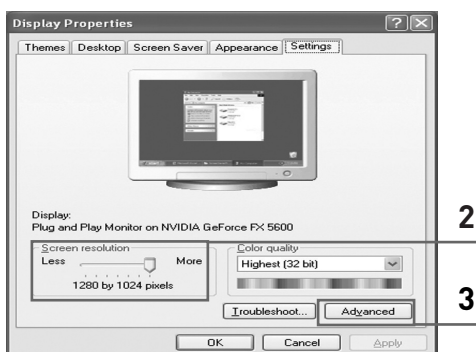 Display Properties
Themes Desktop Screen Saver Appearance Settings
Display:
Plug and Play Monitor on NVIDIA GeForce FX 5600
Screen resolution
Less More
1280 by 1024 pixels
Color quality
Highest (32 bit)
2
Troubleshoot... Advanced
3
OK Cancel Apply